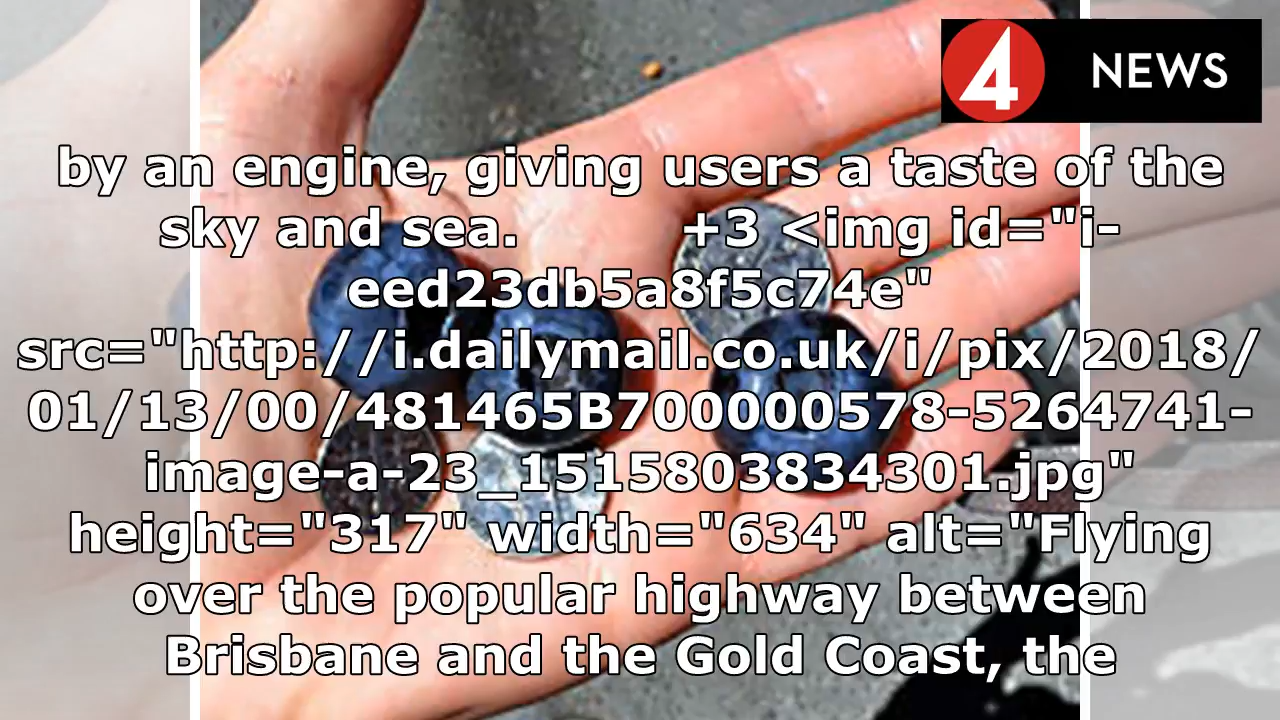 4 NEWS
by an engine, giving users a taste of the
sky and sea. +3 <img id="i-
eed23db5a8f5c74e"
src="http://i.dailymail.co.uk/i/pix/2018/
01/13/00/481465B700000578-5264741-
image-a-23_1515803834301.jpg"
height="317" width="634" alt="Flying
over the popular highway between
Brisbane and the Gold Coast, the